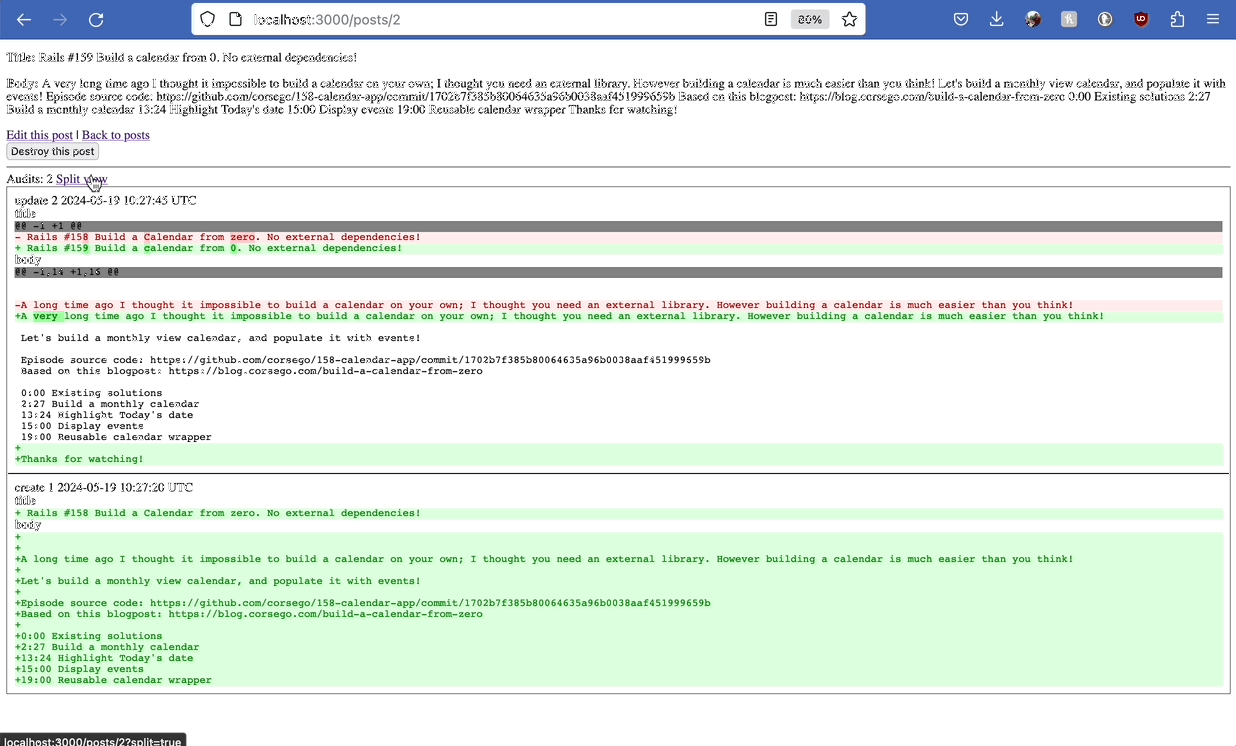 localhost:3000/posts/2
80%
Title: Rails #159 Build a calendar from 0. No external dependencies!
Body: A very long time ago I thought it impossible to build a calendar on your own; I thought you need an external library. However building a calendar is much easier than you think! Let's build a monthly view calendar, and populate it with
events! Episode source code: https://github.com/corsego/158-calendar-app/commit/1702b7f385b80064635a96b0038aaf451999659b Based on this blogpost: https://blog.corsego.com/build-a-calendar-from-zero 0:00 Existing solutions 2:27
Build a monthly calendar 13:24 Highlight Today's date 15:00 Display events 19:00 Reusable calendar wrapper Thanks for watching!
Edit this post | Back to posts
Destroy this post
Audits: 2 Split view
update 2 2024-05-19 10:27:45 UTC
title
@@ -1 +1 @@
- Rails #158 Build a Calendar from zero. No external dependencies!
+ Rails #159 Build a calendar from 0. No external dependencies!
body
@@ -1,14 +1,16 @@
-A long time ago I thought it impossible to build a calendar on your own; I thought you need an external library. However building a calendar is much easier than you think!
+A very long time ago I thought it impossible to build a calendar on your own; I thought you need an external library. However building a calendar is much easier than you think!
Let's build a monthly view calendar, and populate it with events!
Episode source code: https://github.com/corsego/158-calendar-app/commit/1702b7f385b80064635a96b0038aaf451999659b
Based on this blogpost: https://blog.corsego.com/build-a-calendar-from-zero
0:00 Existing solutions
2:27 Build a monthly calendar
13:24 Highlight Today's date
15:00 Display events
19:00 Reusable calendar wrapper
+
+Thanks for watching!
create 1 2024-05-19 10:27:20 UTC
title
+ Rails #158 Build a Calendar from zero. No external dependencies!
body
+
+
+A long time ago I thought it impossible to build a calendar on your own; I thought you need an external library. However building a calendar is much easier than you think!
+
+Let's build a monthly view calendar, and populate it with events!
+
+Episode source code: https://github.com/corsego/158-calendar-app/commit/1702b7f385b80064635a96b0038aaf451999659b
+Based on this blogpost: https://blog.corsego.com/build-a-calendar-from-zero
+
+0:00 Existing solutions
+2:27 Build a monthly calendar
+13:24 Highlight Today's date
+15:00 Display events
+19:00 Reusable calendar wrapper
localhost:3000/posts/2?split=true